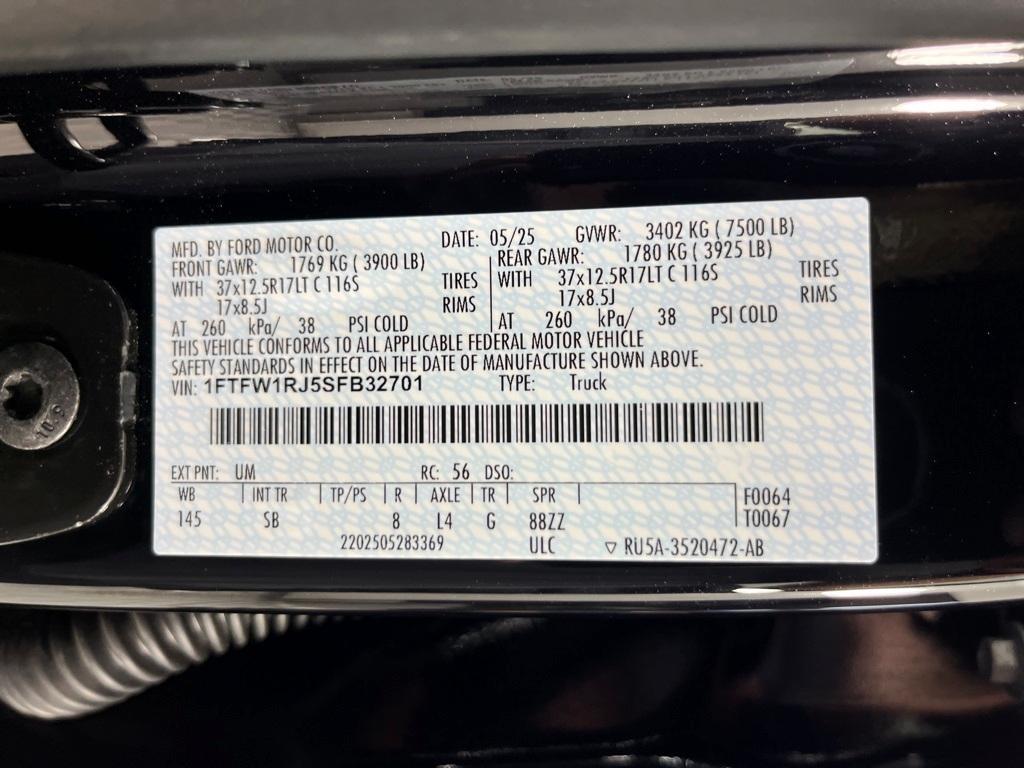 MFD. BY FORD MOTOR CO. DATE: 05/25 GVWR: 3402 KG ( 7500 LB)
FRONT GAWR: 1769 KG ( 3900 LB) REAR GAWR: 1780 KG ( 3925 LB)
WITH 37x12.5R17LT C 116S TIRES WITH 37x12.5R17LT C 116S TIRES
17x8.5J RIMS 17x8.5J RIMS
AT 260 kPa/ 38 PSI COLD AT 260 kPa/ 38 PSI COLD
THIS VEHICLE CONFORMS TO ALL APPLICABLE FEDERAL MOTOR VEHICLE
SAFETY STANDARDS IN EFFECT ON THE DATE OF MANUFACTURE SHOWN ABOVE.
VIN: 1FTFW1RJ5SFB32701 TYPE: Truck
EXT PNT: UM RC: 56 DSO:
WB INT TR TP/PS R AXLE TR SPR F0064
145 SB 8 L4 G 88ZZ T0067
2202505283369 ULC ▽ RU5A-3520472-AB
10.9